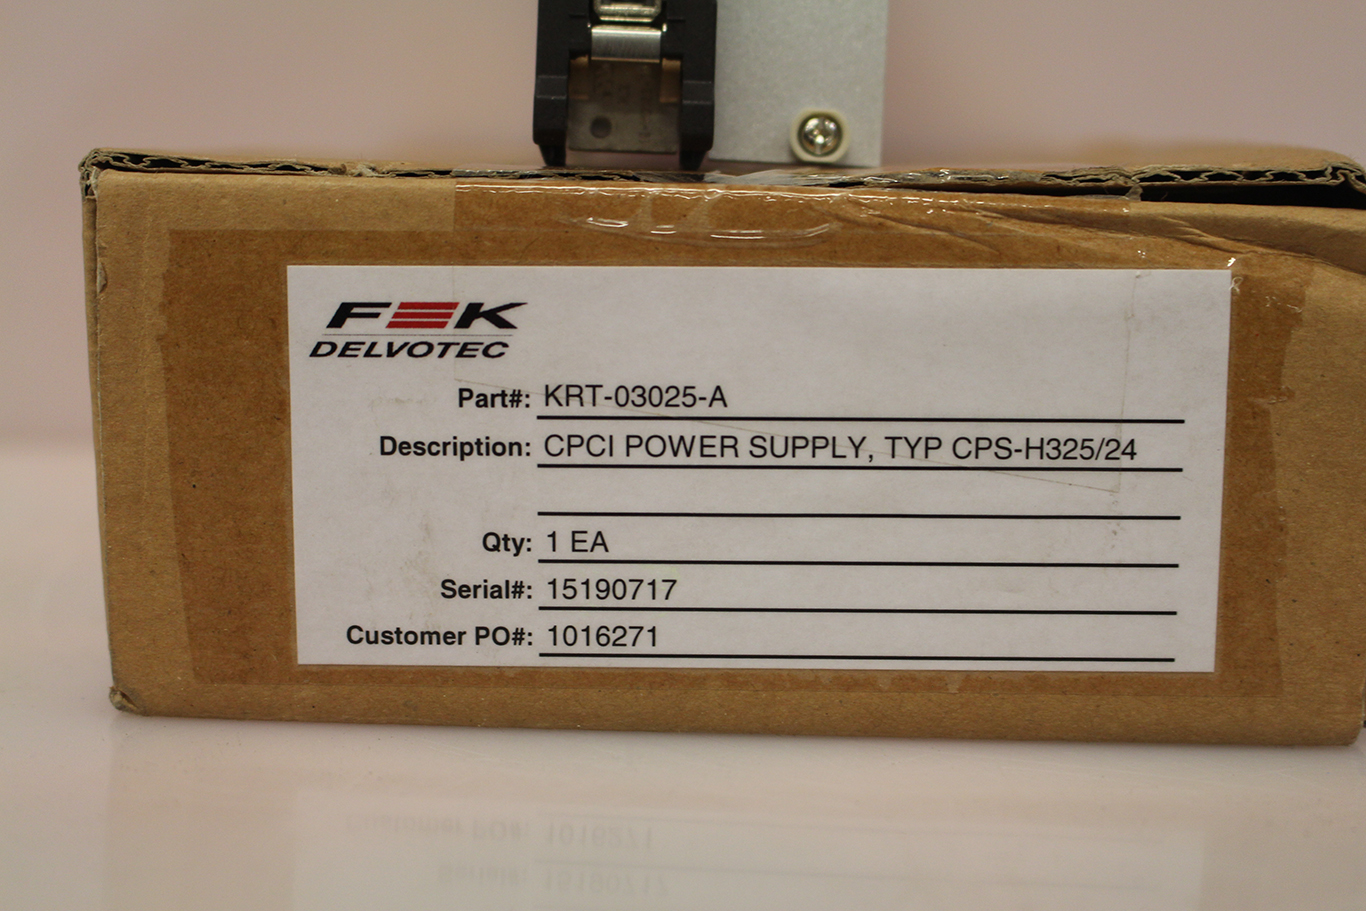 F&K
DELVOTEC
Part#: KRT-03025-A
Description: CPCI POWER SUPPLY, TYP CPS-H325/24
Qty: 1 EA
Serial#: 15190717
Customer PO#: 1016271